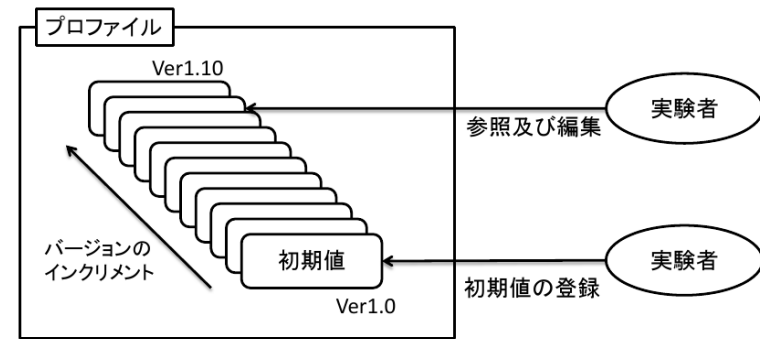 プロファイル
Ver1.10
実験者
参照及び編集
バージョンの
インクリメント
初期値
実験者
初期値の登録
Ver1.0